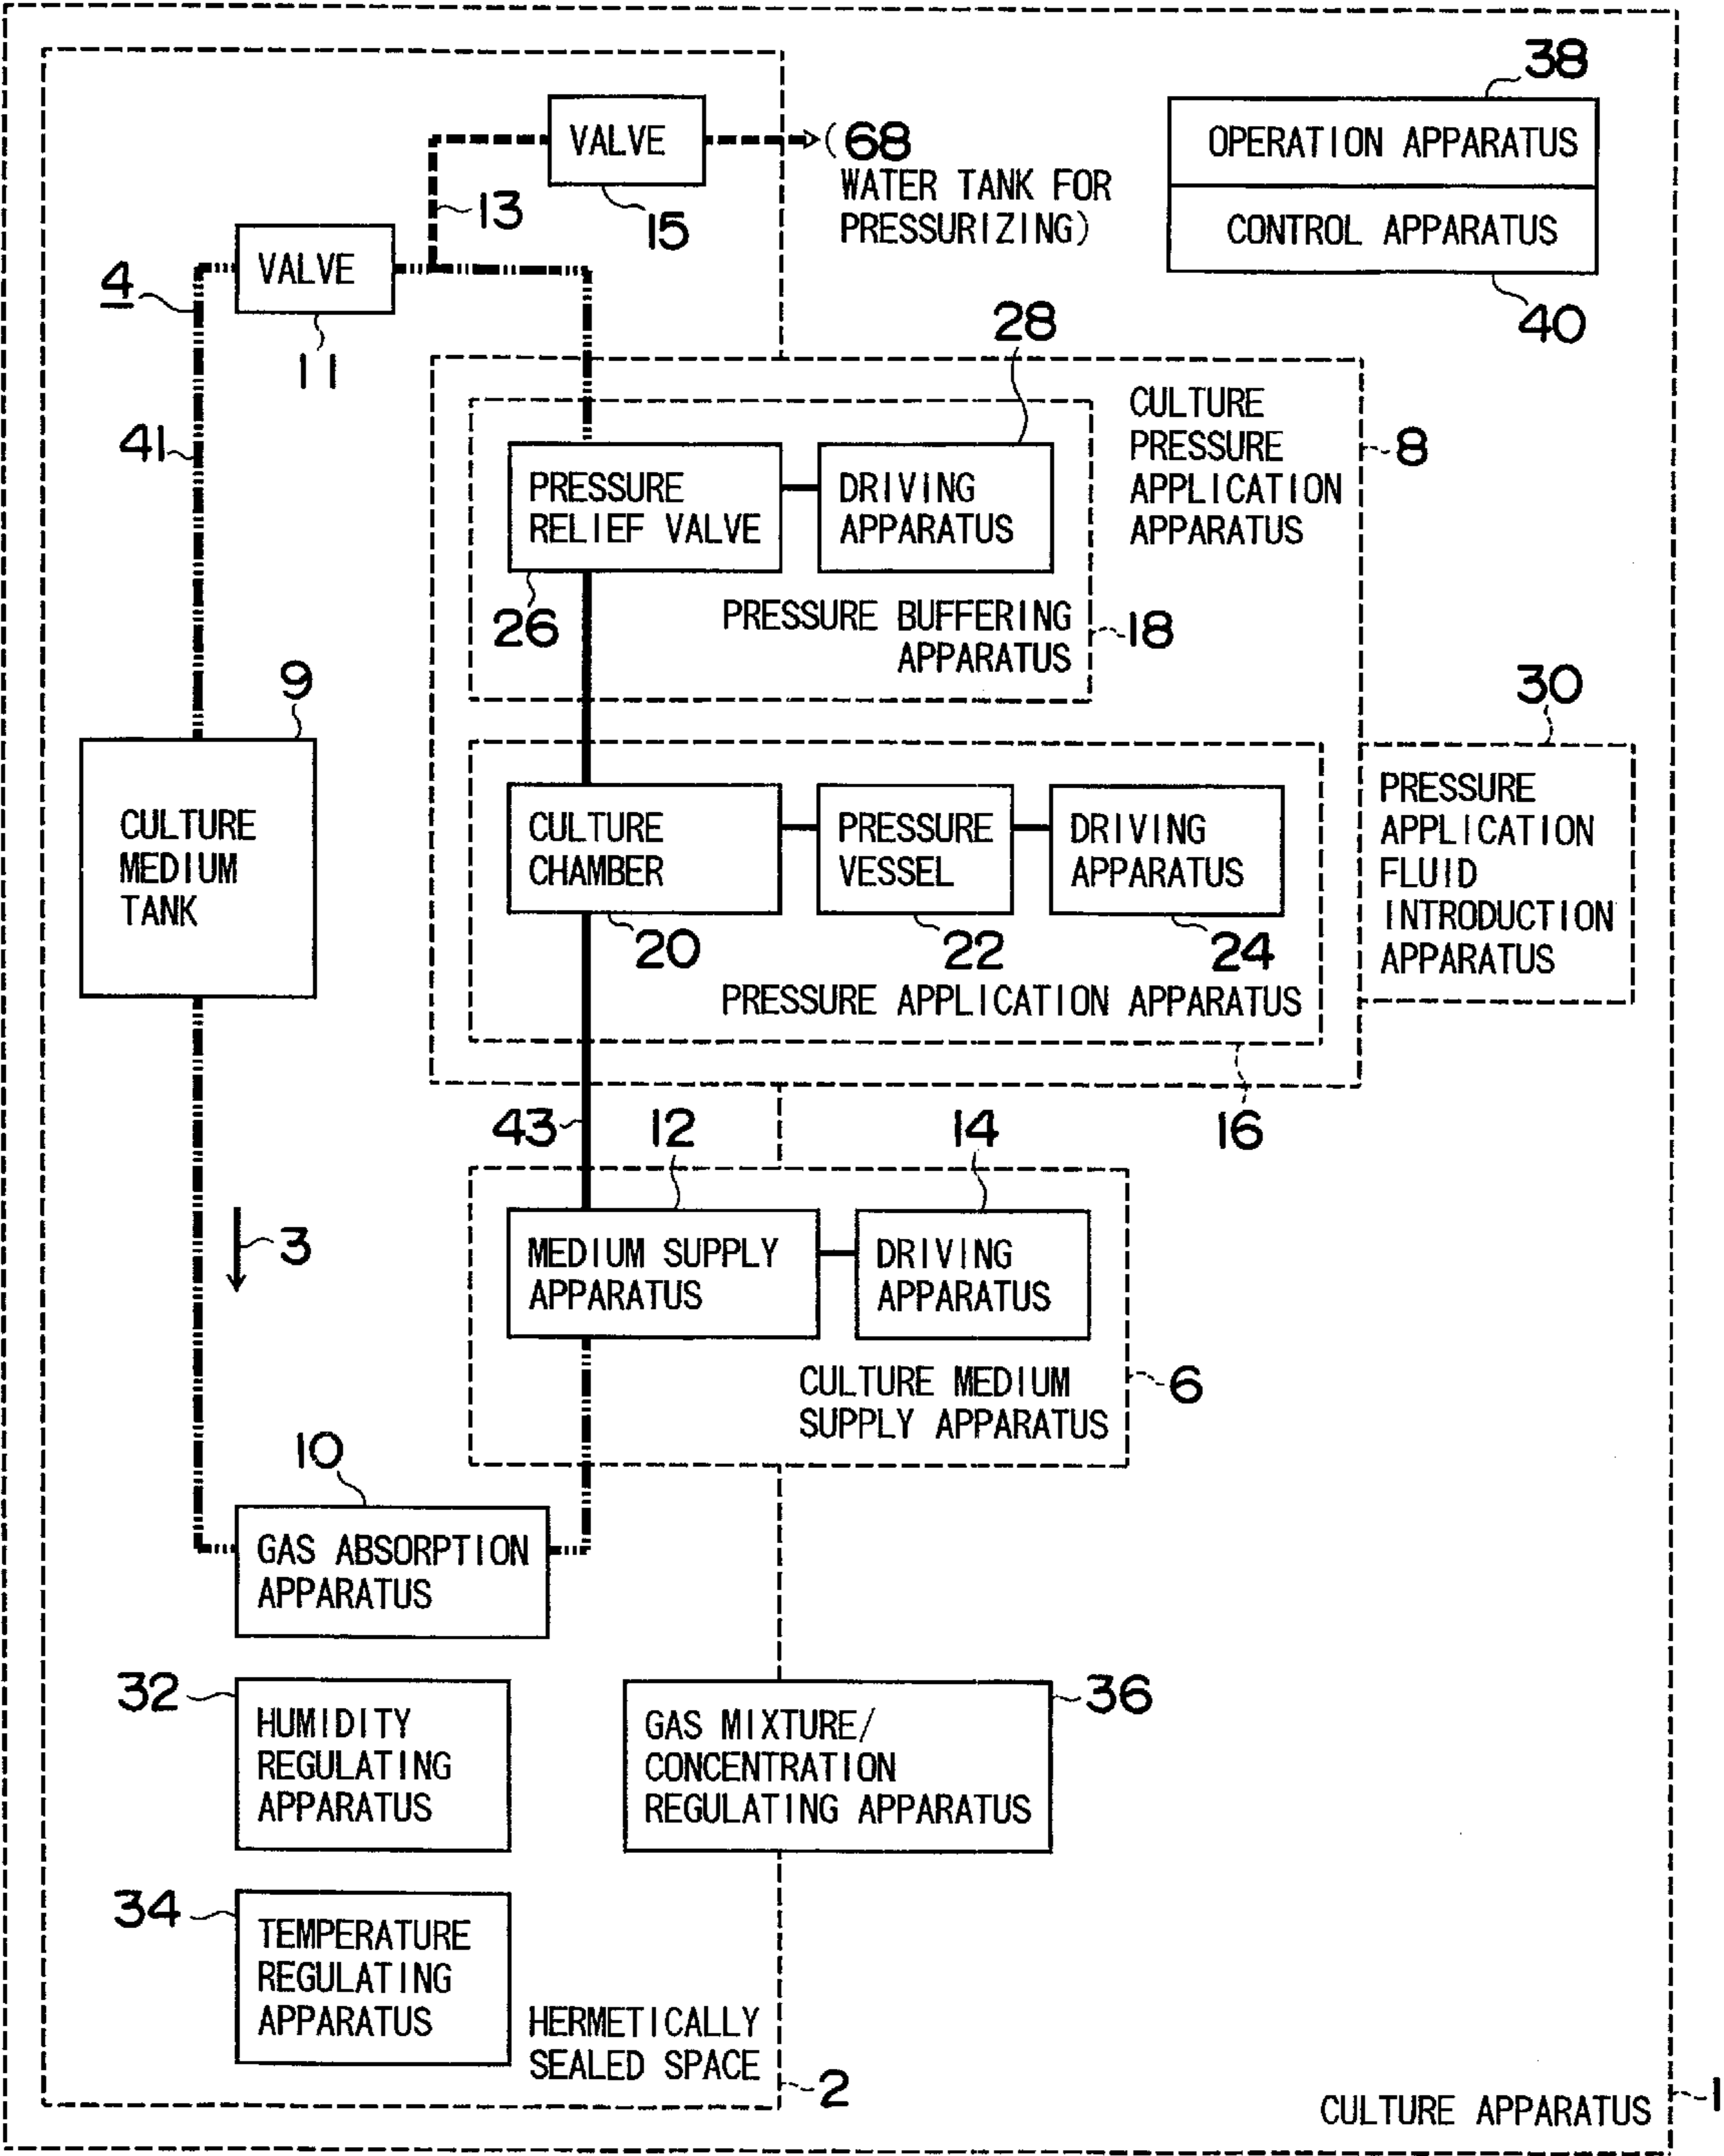 38
VALVE
(68
OPERATION APPARATUS
WATER TANK FOR
PRESSURIZING)
13
15
CONTROL APPARATUS
4
VALVE
40
11
28
CULTURE
PRESSURE
APPLICATION
APPARATUS
8
41
PRESSURE
RELIEF VALVE
DRIVING
APPARATUS
26
PRESSURE BUFFERING
APPARATUS
18
9
30
CULTURE
MEDIUM
TANK
CULTURE
CHAMBER
PRESSURE
VESSEL
DRIVING
APPARATUS
PRESSURE
APPLICATION
FLUID
INTRODUCTION
APPARATUS
20
22
24
PRESSURE APPLICATION APPARATUS
43
12
14
16
3
MEDIUM SUPPLY
APPARATUS
DRIVING
APPARATUS
CULTURE MEDIUM
SUPPLY APPARATUS
6
10
GAS ABSORPTION
APPARATUS
32
HUMIDITY
REGULATING
APPARATUS
36
GAS MIXTURE/
CONCENTRATION
REGULATING APPARATUS
34
TEMPERATURE
REGULATING
APPARATUS
HERMETICALLY
SEALED SPACE
2
CULTURE APPARATUS
1